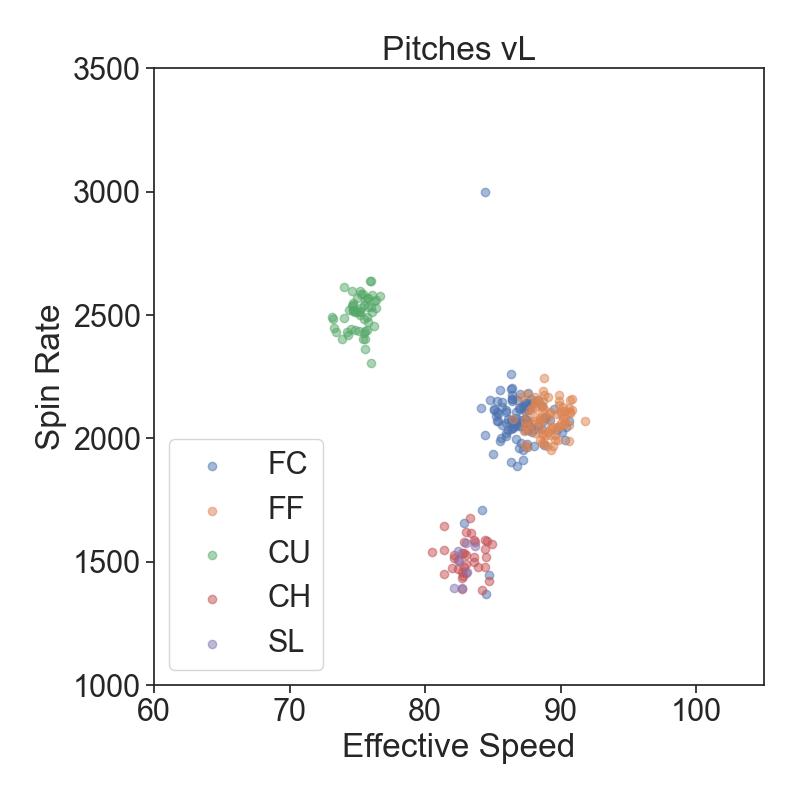 Pitches vL
3500
3000
2500
2000
1500
1000
Spin Rate
FC
FF
CU
CH
SL
60 70 80 90 100
Effective Speed